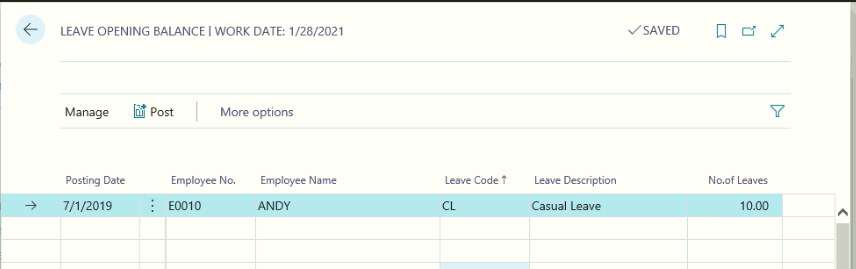 LEAVE OPENING BALANCE | WORK DATE: 1/28/2021 SAVED
Manage Post More options
Posting Date Employee No. Employee Name Leave Code ↑ Leave Description No.of Leaves
7/1/2019 E0010 ANDY CL Casual Leave 10.00